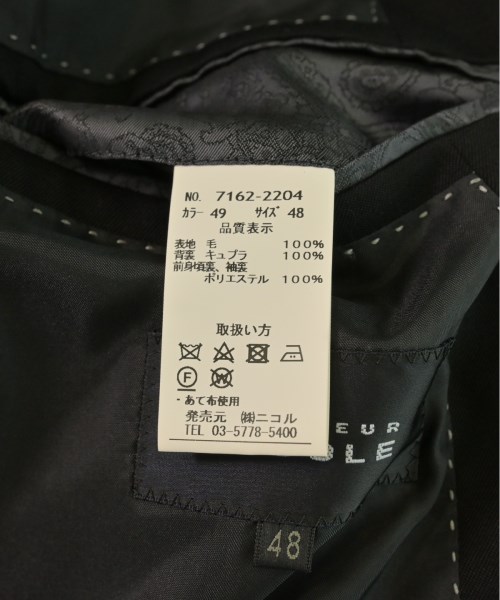 NO. 7162-2204
カラー 49 サイズ 48
品質表示
表地 毛 100%
背裏 キュプラ 100%
前身頃裏、袖裏
ポリエステル 100%
取扱い方
F W
・あて布使用
発売元 ㈱ニコル
TEL 03-5778-5400
EUR
48